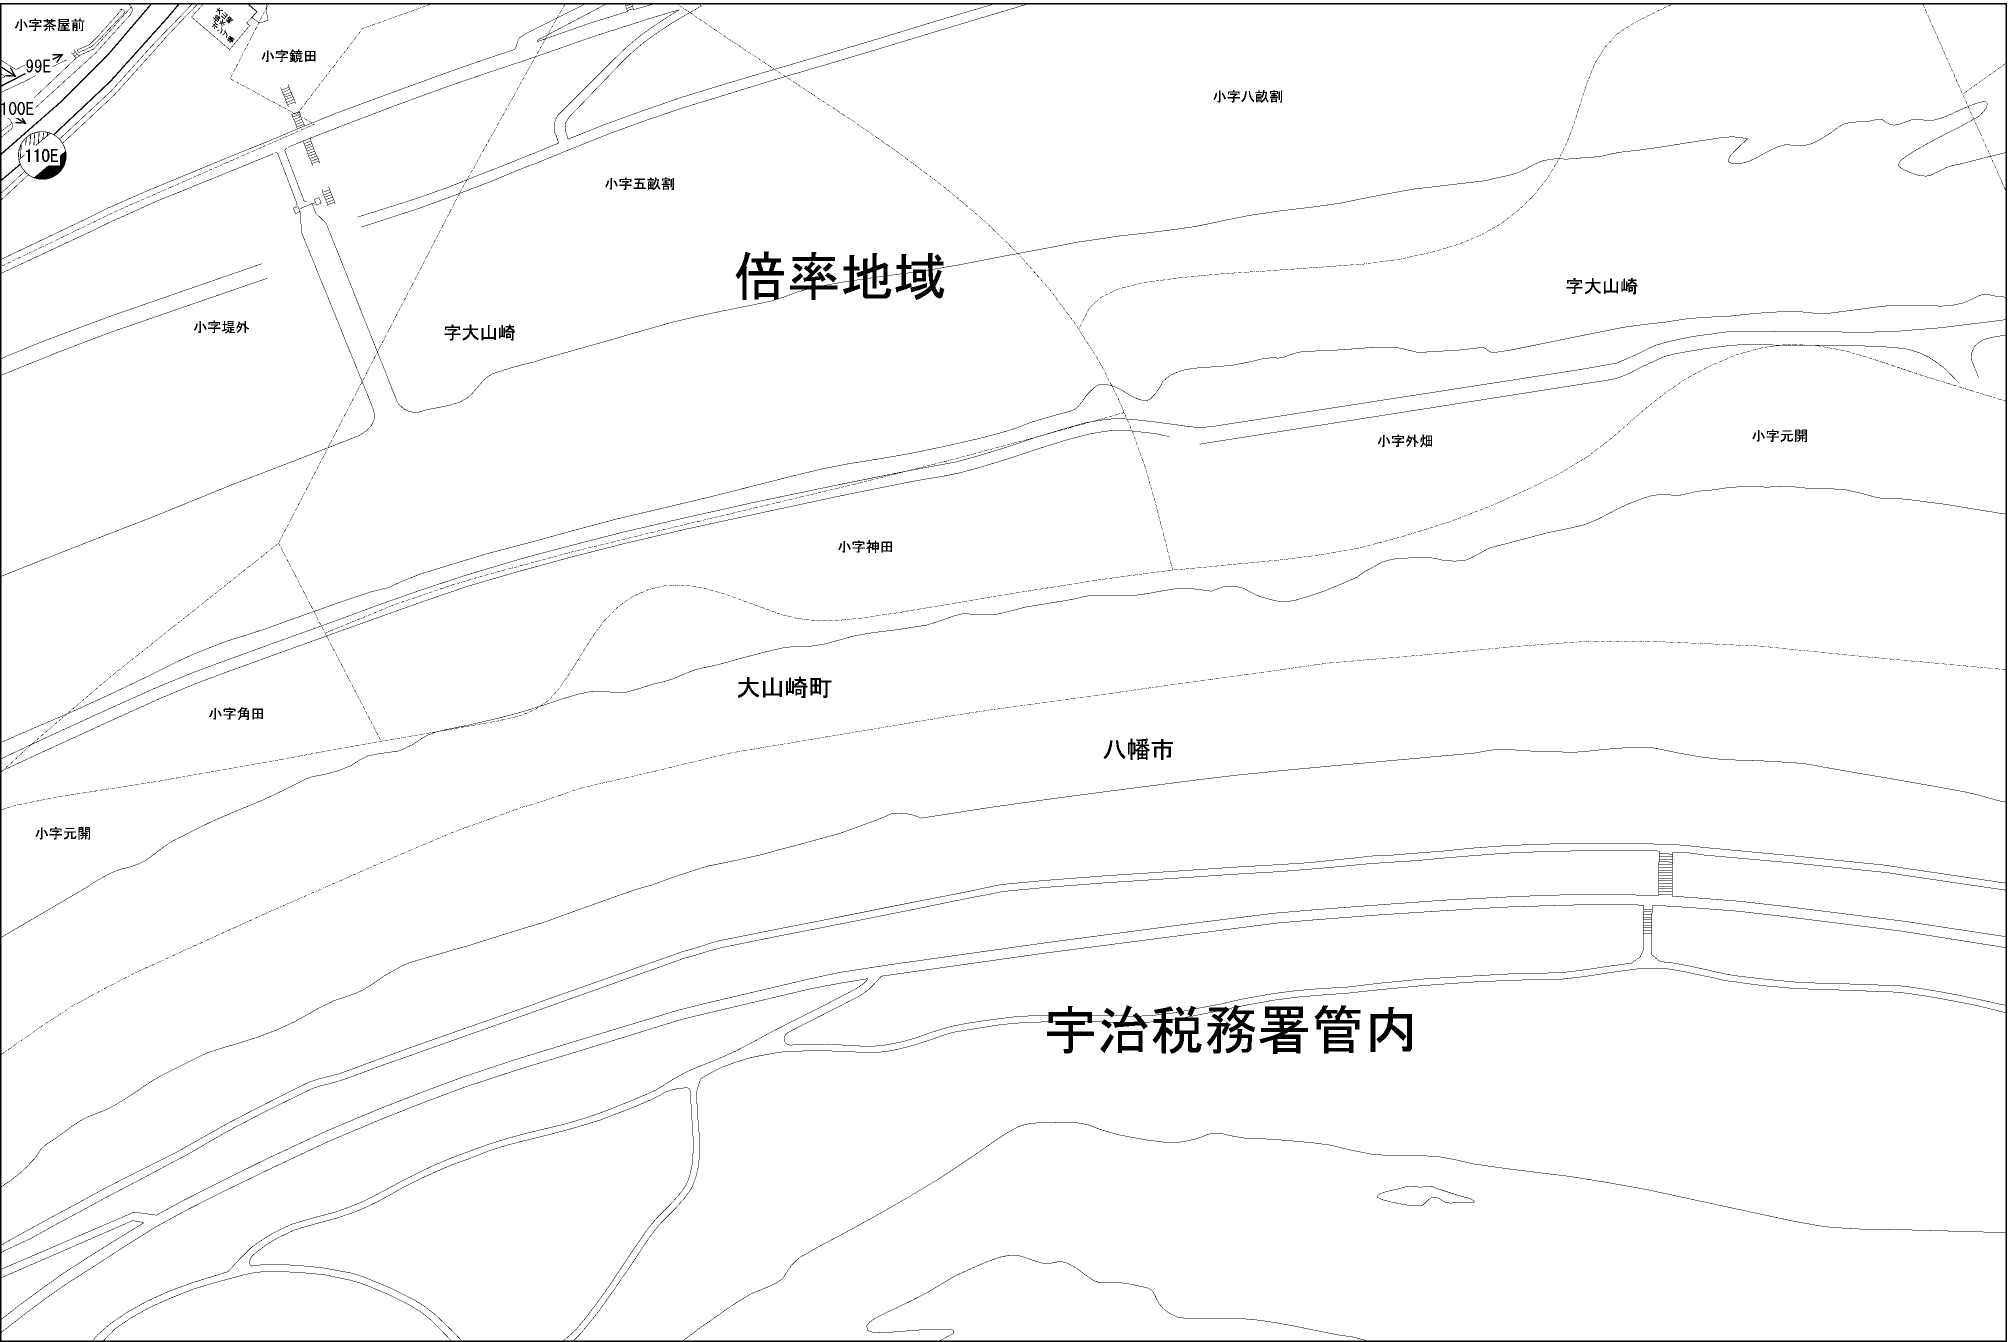 小字茶屋前
99E
小字鏡田
100E
110E
小字八畝割
小字五畝割
倍率地域
字大山崎
小字堤外
字大山崎
小字外畑
小字元開
小字神田
大山崎町
小字角田
八幡市
小字元開
宇治税務署管内